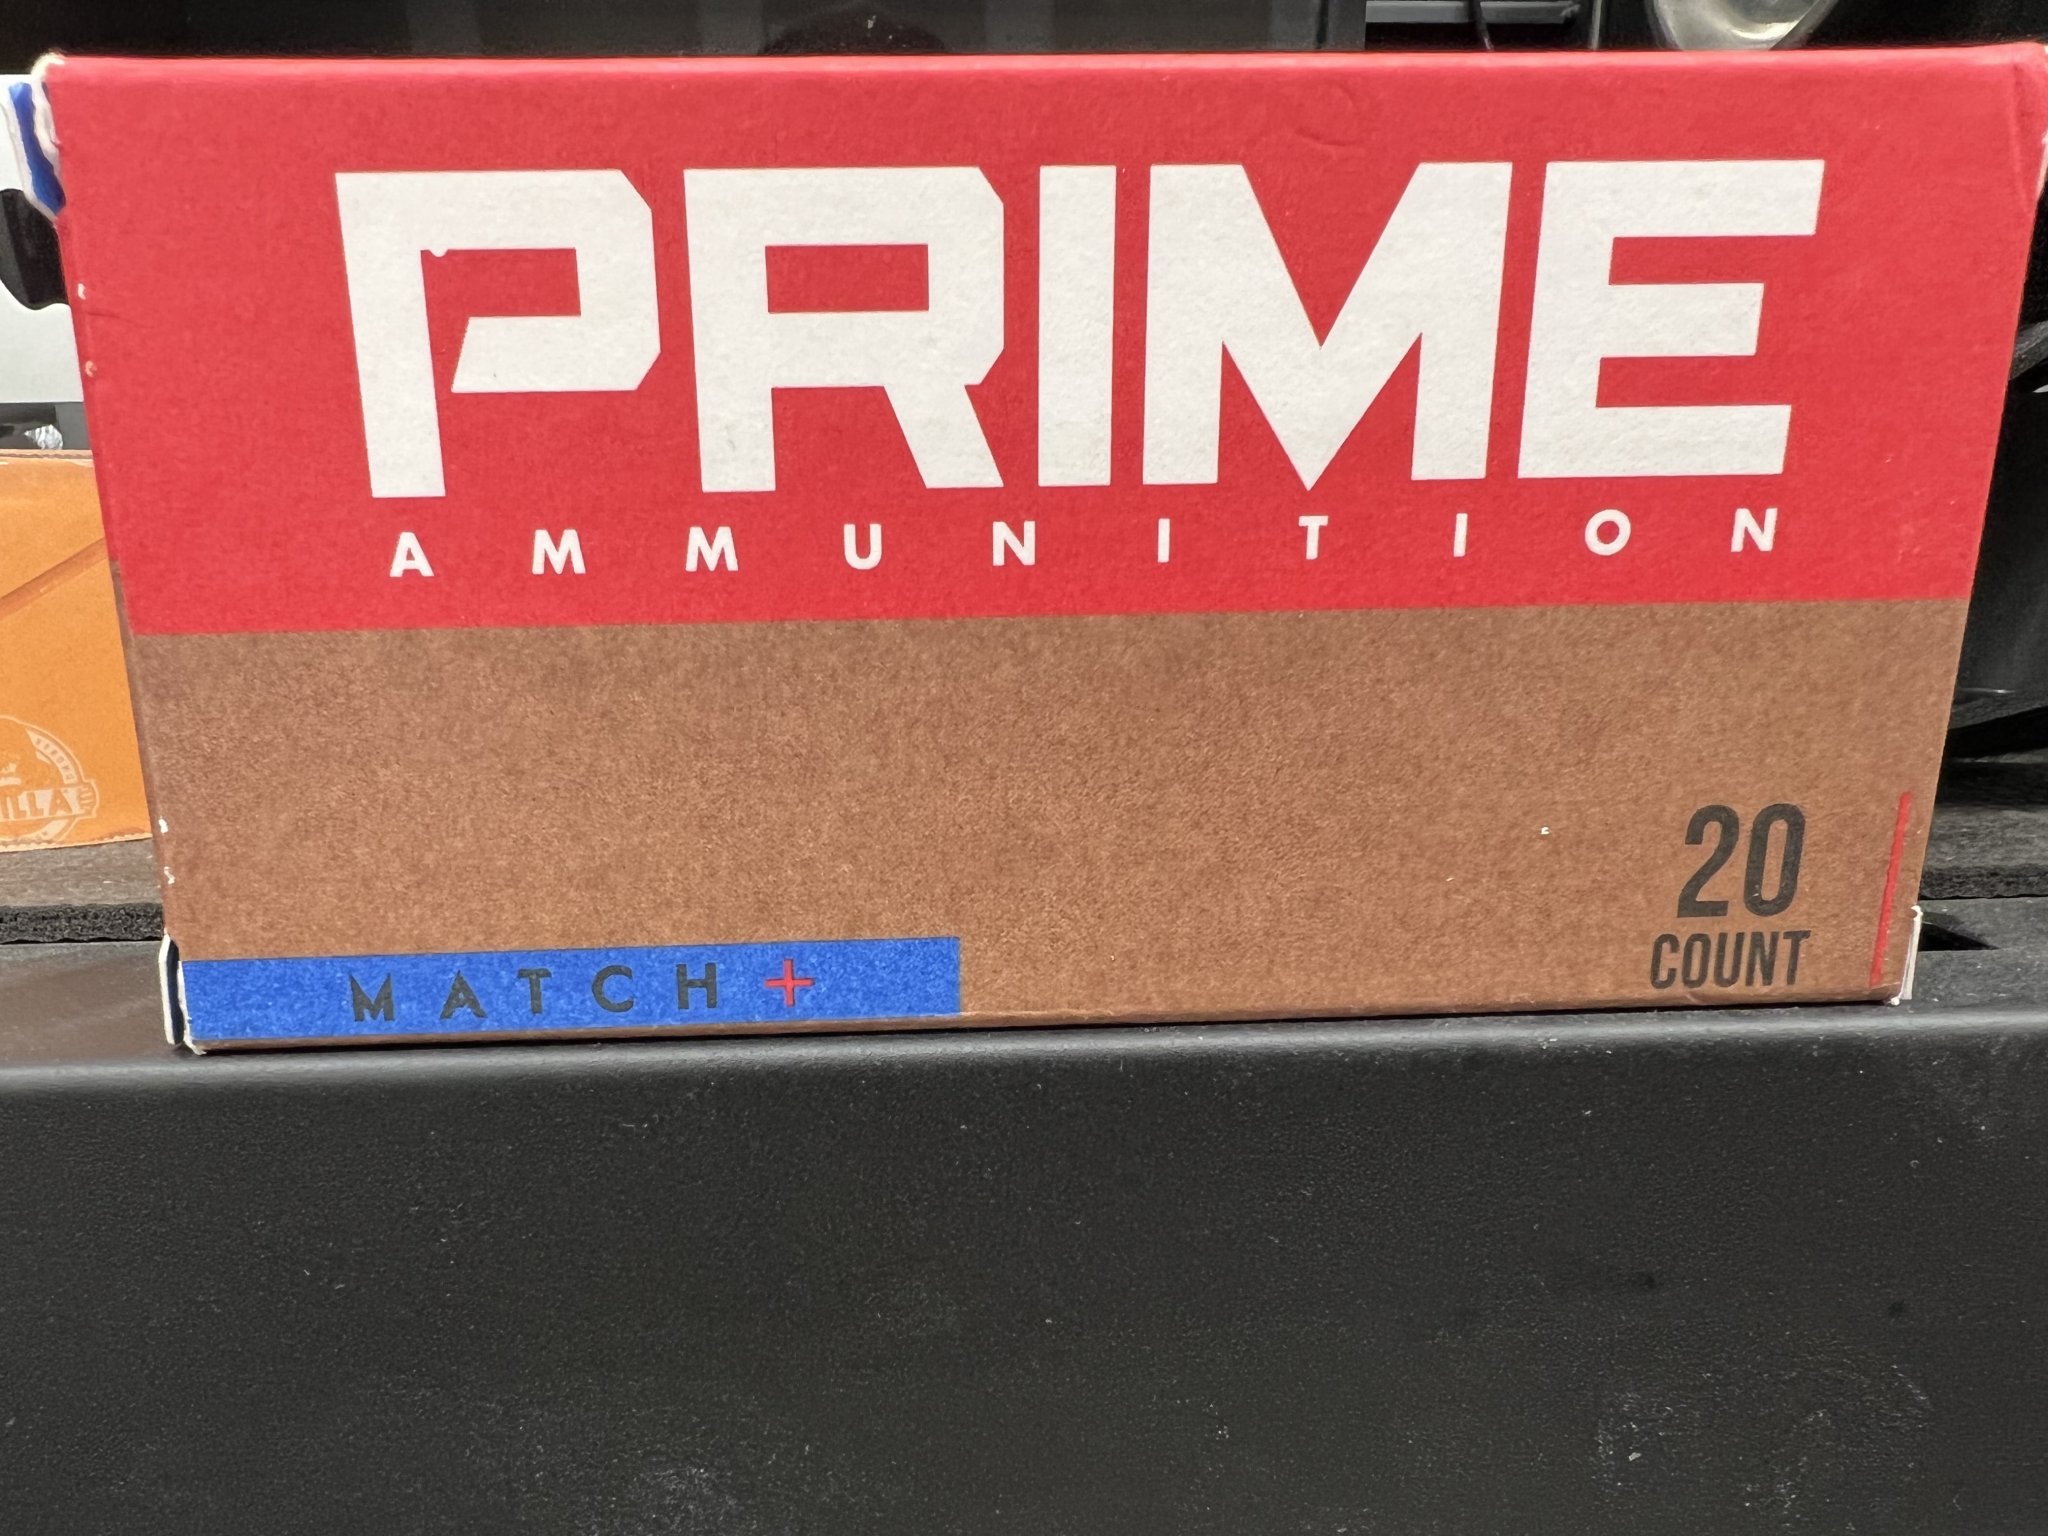 PRIME
AMMUNITION
20
COUNT
MATCH+